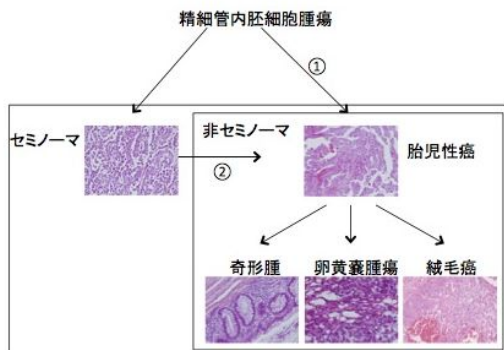 精細管内胚細胞腫瘍
①
セミノーマ
非セミノーマ
胎児性癌
②
奇形腫
卵黄嚢腫瘍
絨毛癌